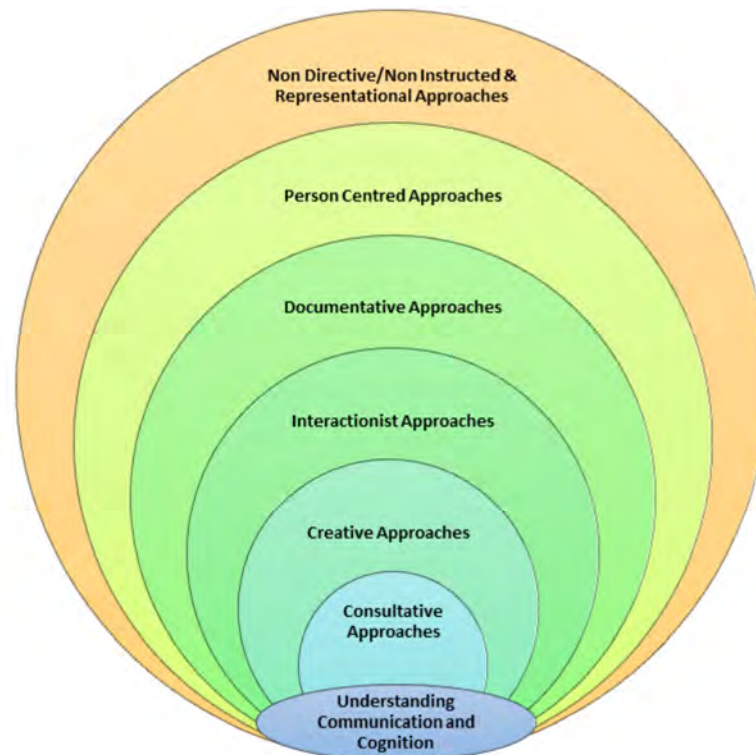 Non Directive/Non Instructed &
Representational Approaches
Person Centred Approaches
Documentative Approaches
Interactionist Approaches
Creative Approaches
Consultative
Approaches
Understanding
Communication and
Cognition